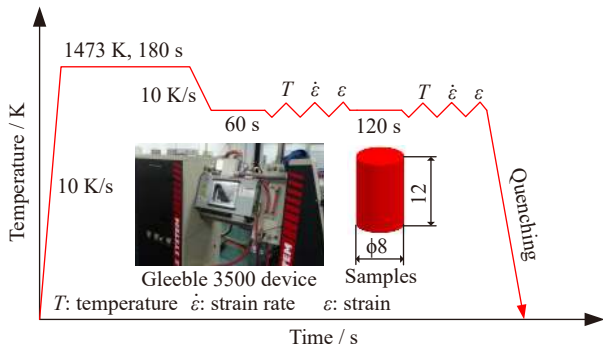 Temperature / K
1473 K, 180 s
10 K/s
10 K/s
60 s
T ε̇ ε
120 s
T ε̇ ε
Quenching
12
ϕ8
SYSTEM
Gleeble 3500 device
Samples
T: temperature ε̇: strain rate ε: strain
Time / s